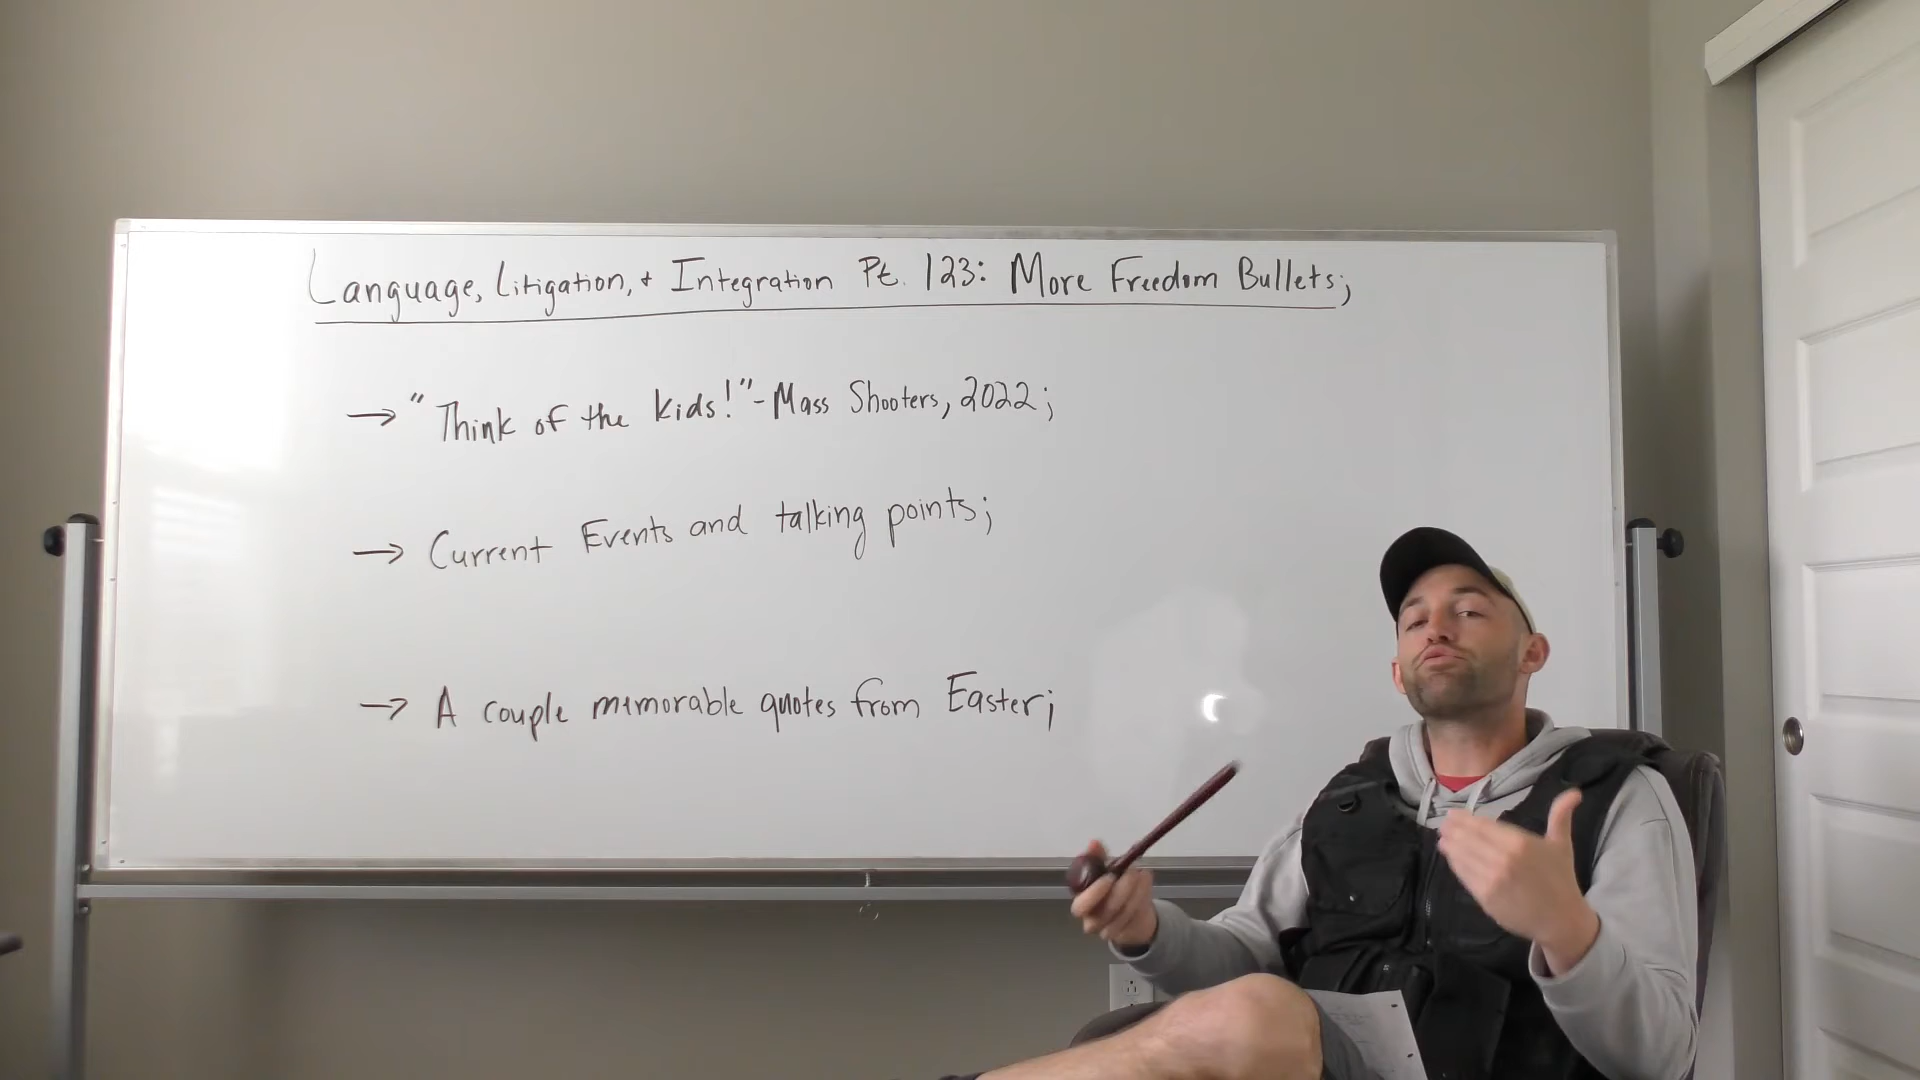 Language, Litigation, + Integration Pt. 123: More Freedom Bullets;
→ "Think of the kids!" - Mass Shooters, 2022;
→ Current Events and talking points;
→ A couple memorable quotes from Easter;